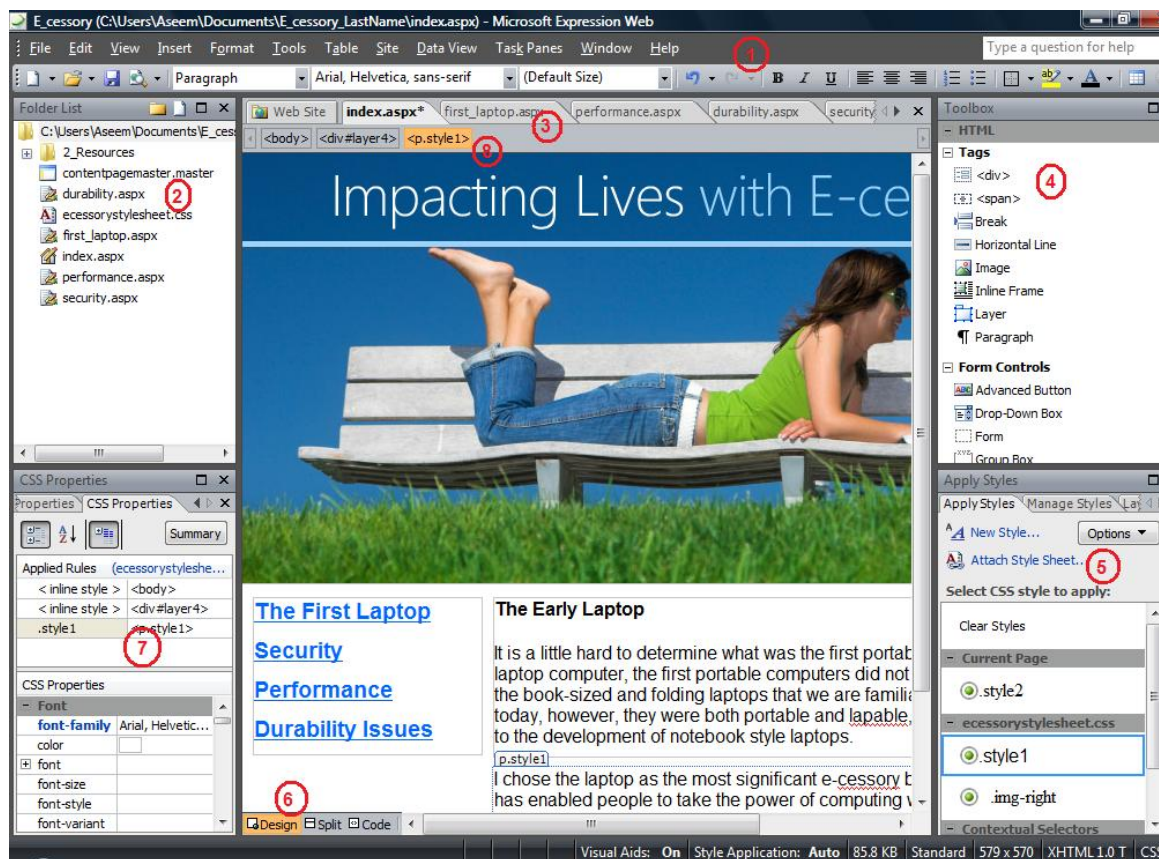 E_cessory (C:\Users\Aseem\Documents\E_cessory_LastName\index.aspx) - Microsoft Expression Web
File Edit View Insert Format Tools Table Site Data View Task Panes Window Help
1
Type a question for help
Paragraph Arial, Helvetica, sans-serif (Default Size) B I U A
Folder List
C:\Users\Aseem\Documents\E_cess
2_Resources
contentpagemaster.master
durability.aspx
2
ecessorystylesheet.css
first_laptop.aspx
index.aspx
performance.aspx
security.aspx
Web Site index.aspx* first_laptop.aspx performance.aspx durability.aspx security
3
<body> <div#layer4> <p.style1>
8
Impacting Lives with E-ce
Toolbox
HTML
Tags
<div>
4
<span>
Break
Horizontal Line
Image
Inline Frame
Layer
Paragraph
Form Controls
Advanced Button
Drop-Down Box
Form
Group Box
CSS Properties
Properties CSS Properties
Summary
Applied Rules (ecessorystyleshe...
< inline style > <body>
< inline style > <div#layer4>
.style1 <p.style1>
7
CSS Properties
Font
font-family Arial, Helvetic...
color
font
font-size
font-style
font-variant
The First Laptop
Security
Performance
Durability Issues
The Early Laptop
It is a little hard to determine what was the first portab
laptop computer, the first portable computers did not
the book-sized and folding laptops that we are familia
today, however, they were both portable and lapable,
to the development of notebook style laptops.
p.style1
I chose the laptop as the most significant e-cessory b
has enabled people to take the power of computing w
6
Design Split Code
Apply Styles
Apply Styles Manage Styles Lay
New Style... Options
Attach Style Sheet...
5
Select CSS style to apply:
Clear Styles
Current Page
.style2
ecessorystylesheet.css
.style1
.img-right
Contextual Selectors
Visual Aids: On Style Application: Auto 85.8 KB Standard 579 x 570 XHTML 1.0 T CSS